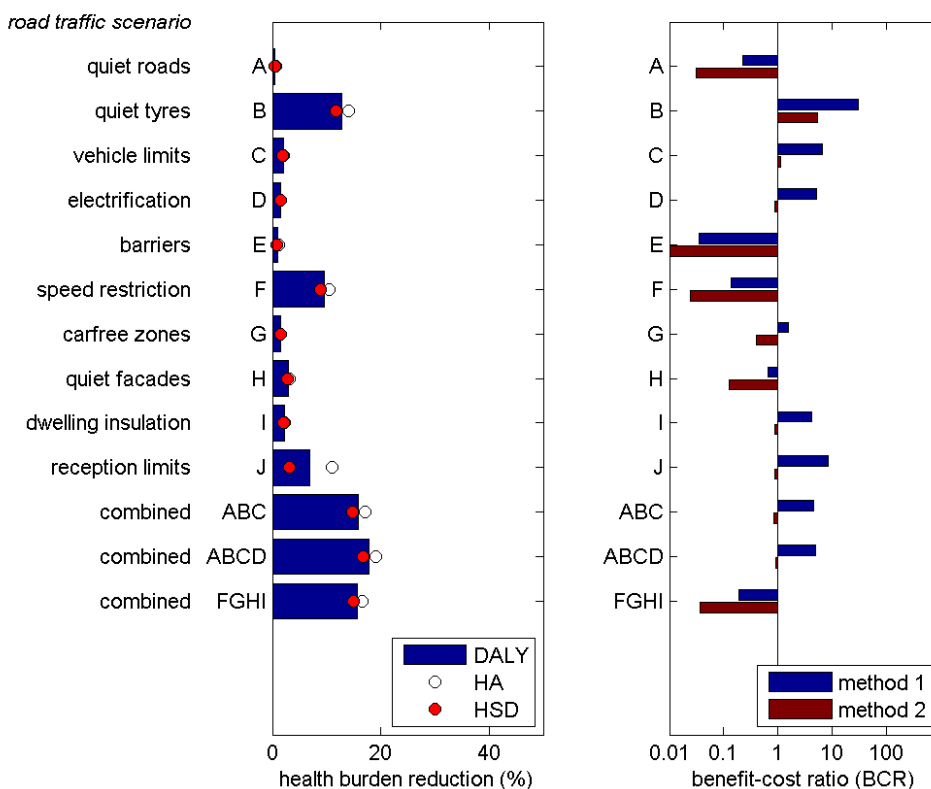 road traffic scenario
quiet roads A A
quiet tyres B B
vehicle limits C C
electrification D D
barriers E E
speed restriction F F
carfree zones G G
quiet facades H H
dwelling insulation I I
reception limits J J
combined ABC ABC
combined ABCD ABCD
combined FGHI FGHI
DALY
HA
HSD
method 1
method 2
0 20 40 0.01 0.1 1 10 100
health burden reduction (%) benefit-cost ratio (BCR)